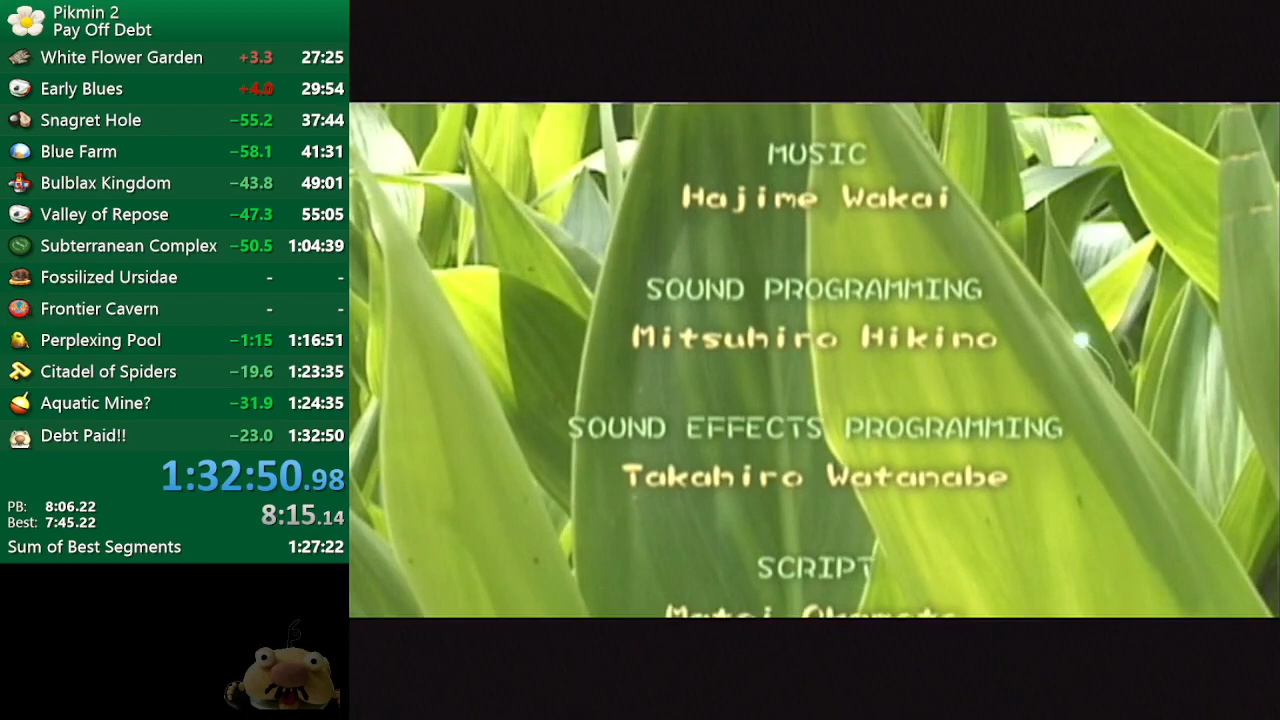 Pikmin 2
Pay Off Debt
White Flower Garden +3.3 27:25
Early Blues +4.0 29:54
Snagret Hole −55.2 37:44
Blue Farm −58.1 41:31
Bulblax Kingdom −43.8 49:01
Valley of Repose −47.3 55:05
Subterranean Complex −50.5 1:04:39
Fossilized Ursidae - -
Frontier Cavern - -
Perplexing Pool −1:15 1:16:51
Citadel of Spiders −19.6 1:23:35
Aquatic Mine? −31.9 1:24:35
Debt Paid!! −23.0 1:32:50
1:32:50.98
PB: 8:06.22
Best: 7:45.22
8:15.14
Sum of Best Segments 1:27:22
MUSIC
Hajime Wakai
SOUND PROGRAMMING
Mitsuhiro Hikino
SOUND EFFECTS PROGRAMMING
Takahiro Watanabe
SCRIPT